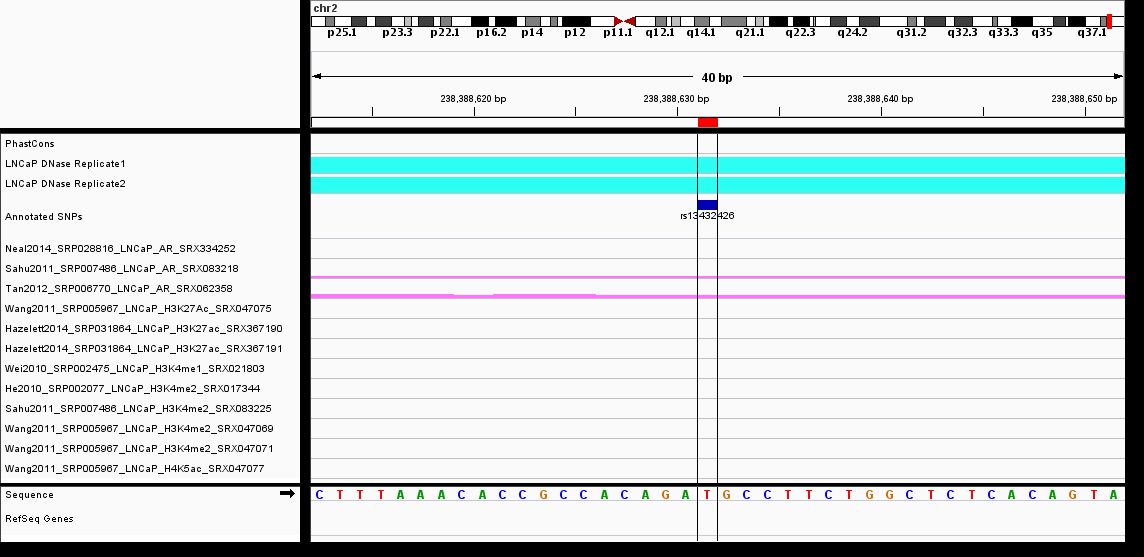 chr2
p25.1 p23.3 p22.1 p16.2 p14 p12 p11.1 q12.1 q14.1 q21.1 q22.3 q24.2 q31.2 q32.3 q33.3 q35 q37.1
40 bp
238,388,620 bp 238,388,630 bp 238,388,640 bp 238,388,650 bp
PhastCons
LNCaP DNase Replicate1
LNCaP DNase Replicate2
Annotated SNPs
rs13432426
Neal2014_SRP028816_LNCaP_AR_SRX334252
Sahu2011_SRP007486_LNCaP_AR_SRX083218
Tan2012_SRP006770_LNCaP_AR_SRX062358
Wang2011_SRP005967_LNCaP_H3K27Ac_SRX047075
Hazelett2014_SRP031864_LNCaP_H3K27ac_SRX367190
Hazelett2014_SRP031864_LNCaP_H3K27ac_SRX367191
Wei2010_SRP002475_LNCaP_H3K4me1_SRX021803
He2010_SRP002077_LNCaP_H3K4me2_SRX017344
Sahu2011_SRP007486_LNCaP_H3K4me2_SRX083225
Wang2011_SRP005967_LNCaP_H3K4me2_SRX047069
Wang2011_SRP005967_LNCaP_H3K4me2_SRX047071
Wang2011_SRP005967_LNCaP_H4K5ac_SRX047077
Sequence C T T T A A A C A C C G C C A C A G A T G C C T T C T G G C T C T C A C A G T A
RefSeq Genes